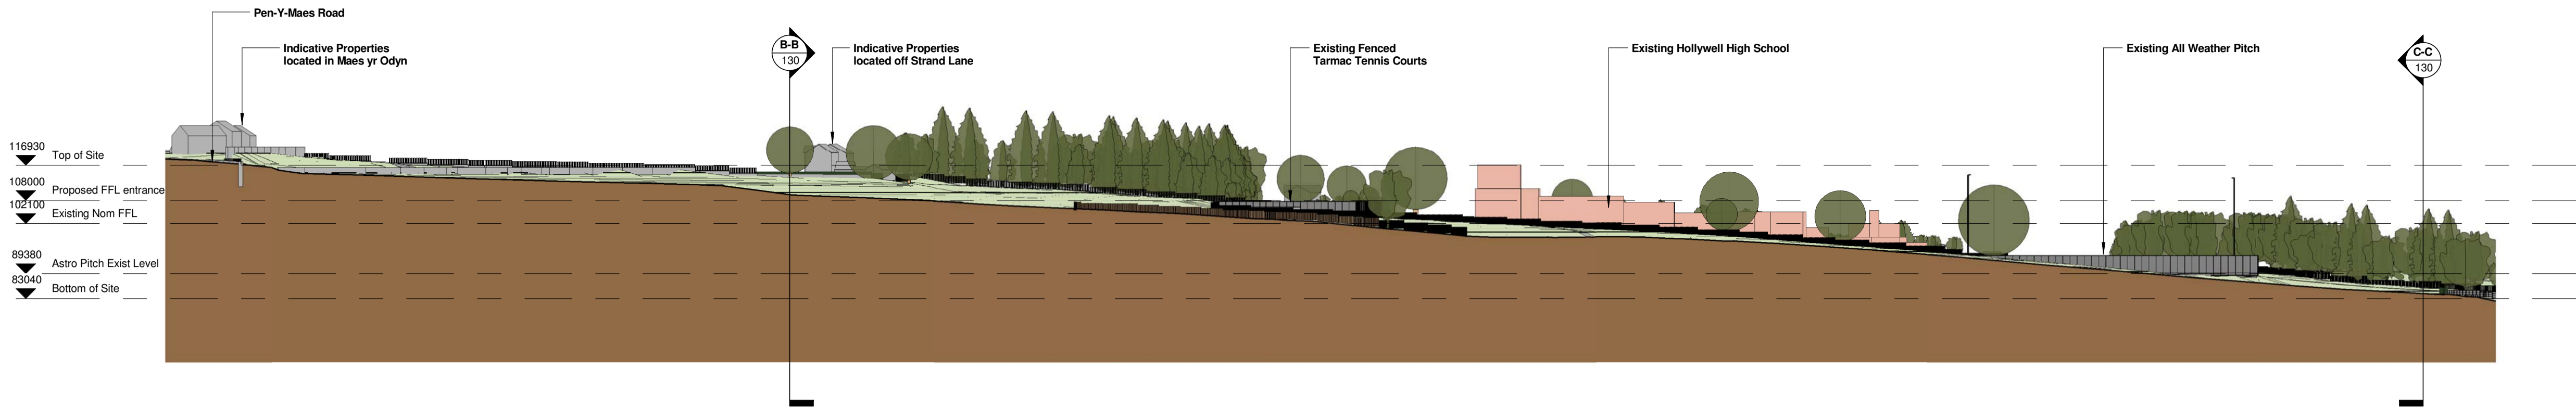 Pen-Y-Maes Road
Indicative Properties
located in Maes yr Odyn
B-B
130
Indicative Properties
located off Strand Lane
Existing Fenced
Tarmac Tennis Courts
Existing Hollywell High School
Existing All Weather Pitch
C-C
130
116930
Top of Site
108000
Proposed FFL entrance
102100
Existing Nom FFL
89380
Astro Pitch Exist Level
83040
Bottom of Site